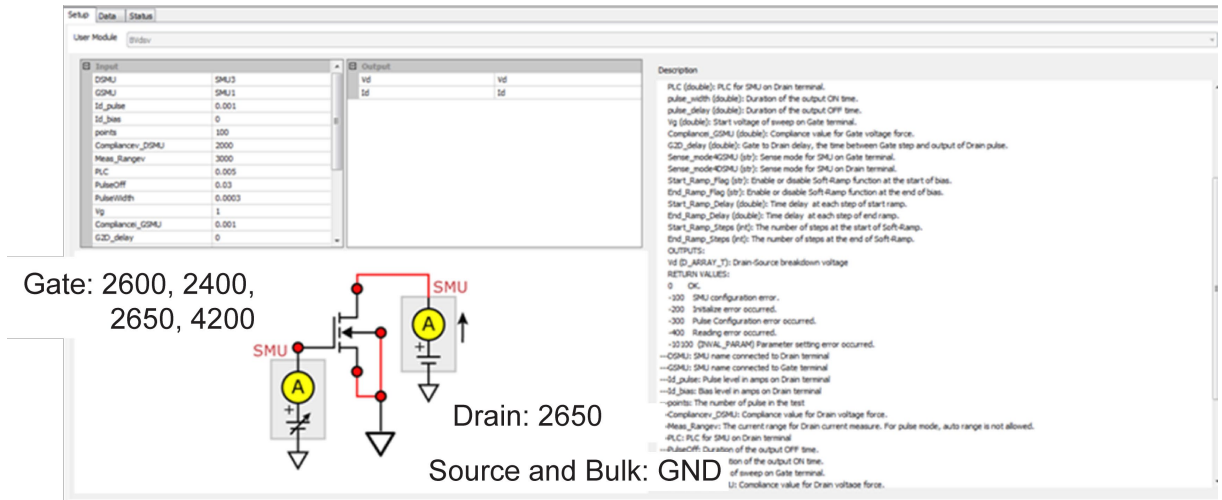 Setup Data Status
User Module BVdsv
Input
DSMU SMU3
GSMU SMU1
Id_pulse 0.001
Id_bias 0
points 100
Compliancev_DSMU 2000
Meas_Rangev 3000
PLC 0.005
PulseOff 0.03
PulseWidth 0.0003
Vg 1
Compliancei_GSMU 0.001
G2D_delay 0
Output
Vd Vd
Id Id
Description
PLC (double): PLC for SMU on Drain terminal.
pulse_width (double): Duration of the output ON time.
pulse_delay (double): Duration of the output OFF time.
Vg (double): Start voltage of sweep on Gate terminal.
Compliancei_GSMU (double): Compliance value for Gate voltage force.
G2D_delay (double): Gate to Drain delay, the time between Gate step and output of Drain pulse.
Sense_mode4GSMU (str): Sense mode for SMU on Gate terminal.
Sense_mode4DSMU (str): Sense mode for SMU on Drain terminal.
Start_Ramp_Flag (str): Enable or disable Soft-Ramp function at the start of bias.
End_Ramp_Flag (str): Enable or disable Soft-Ramp function at the end of bias.
Start_Ramp_Delay (double): Time delay at each step of start ramp.
End_Ramp_Delay (double): Time delay at each step of end ramp.
Start_Ramp_Steps (int): The number of steps at the start of Soft-Ramp.
End_Ramp_Steps (int): The number of steps at the end of Soft-Ramp.
OUTPUTS:
Vd (D_ARRAY_T): Drain-Source breakdown voltage
RETURN VALUES:
0 OK.
-100 SMU configuration error.
-200 Initialize error occurred.
-300 Pulse Configuration error occurred.
-400 Reading error occurred.
-10100 (INVAL_PARAM) Parameter setting error occurred.
---DSMU: SMU name connected to Drain terminal
---GSMU: SMU name connected to Gate terminal
---Id_pulse: Pulse level in amps on Drain terminal
---Id_bias: Bias level in amps on Drain terminal
---points: The number of pulse in the test
-Compliancev_DSMU: Compliance value for Drain voltage force.
-Meas_Rangev: The current range for Drain current measure. For pulse mode, auto range is not allowed.
-PLC: PLC for SMU on Drain terminal
---PulseOff: Duration of the output OFF time.
tion of the output ON time.
of sweep on Gate terminal.
U: Compliance value for Drain voltage force.
Gate: 2600, 2400,
2650, 4200
SMU
A
+
SMU
A
+
Drain: 2650
Source and Bulk: GND